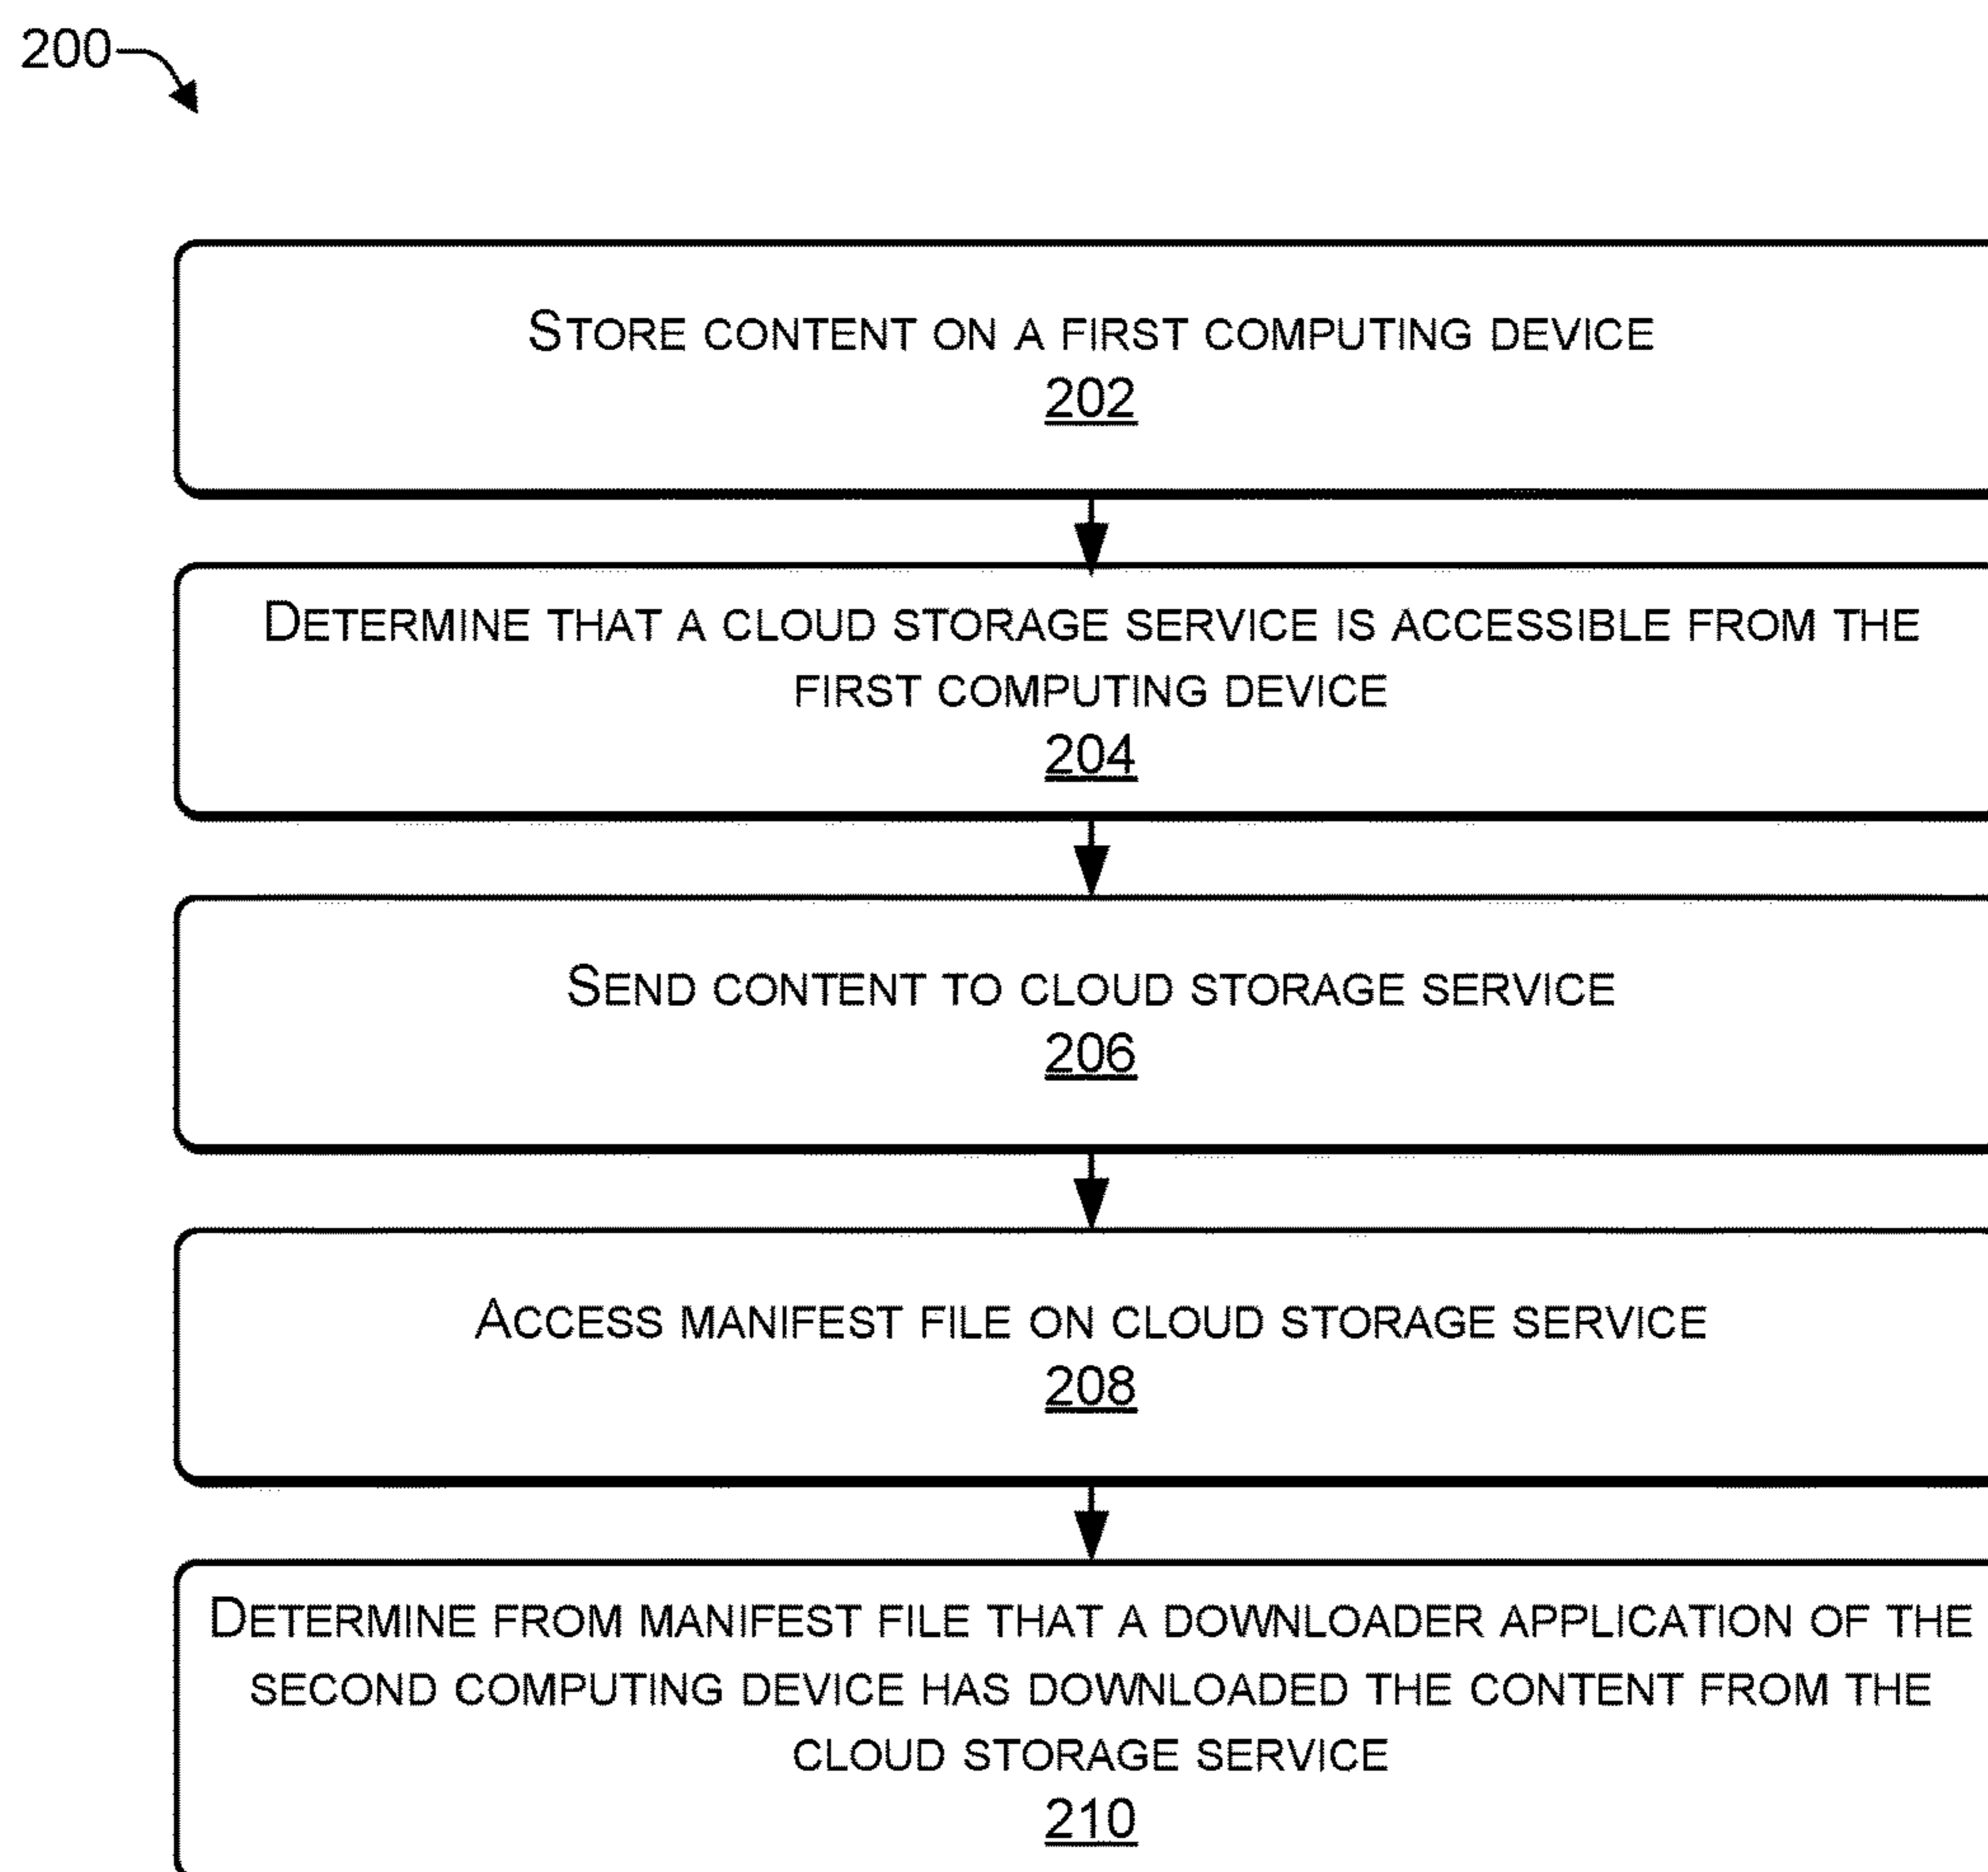 200
STORE CONTENT ON A FIRST COMPUTING DEVICE
202
DETERMINE THAT A CLOUD STORAGE SERVICE IS ACCESSIBLE FROM THE
FIRST COMPUTING DEVICE
204
SEND CONTENT TO CLOUD STORAGE SERVICE
206
ACCESS MANIFEST FILE ON CLOUD STORAGE SERVICE
208
DETERMINE FROM MANIFEST FILE THAT A DOWNLOADER APPLICATION OF THE
SECOND COMPUTING DEVICE HAS DOWNLOADED THE CONTENT FROM THE
CLOUD STORAGE SERVICE
210